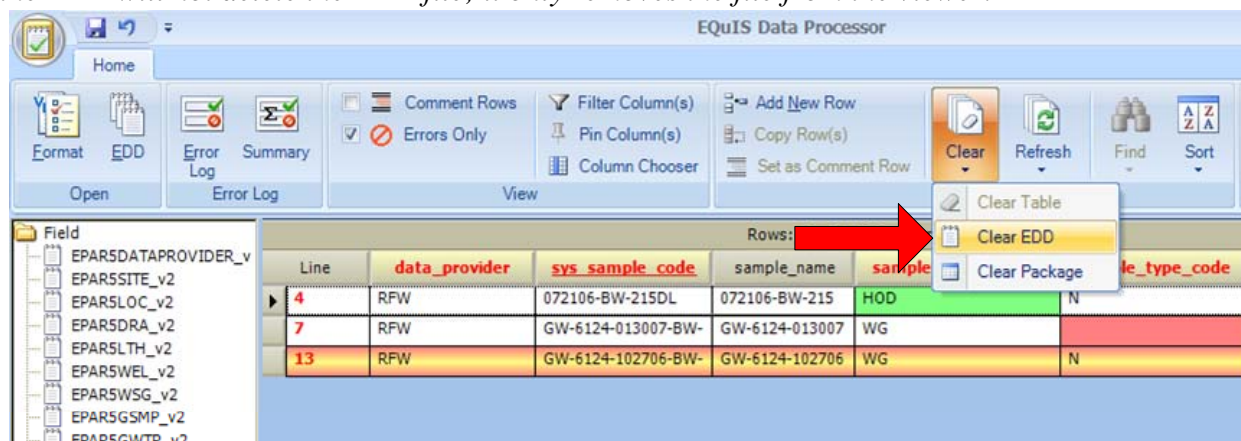 EQuIS Data Processor
Home
Format EDD Error Log Summary
Comment Rows Errors Only
Filter Column(s) Pin Column(s) Column Chooser
Add New Row Copy Row(s) Set as Comment Row
Clear Refresh Find Sort
Open Error Log View
Clear Table
Clear EDD
Clear Package
Field
EPAR5DATAPROVIDER_v
EPAR5SITE_v2
EPAR5LOC_v2
EPAR5DRA_v2
EPAR5LTH_v2
EPAR5WEL_v2
EPAR5WSG_v2
EPAR5GSMP_v2
EPAR5GWTR_v2
Rows:
Line data_provider sys_sample_code sample_name sample le_type_code
4 RFW 072106-BW-215DL 072106-BW-215 HOD N
7 RFW GW-6124-013007-BW- GW-6124-013007 WG
13 RFW GW-6124-102706-BW- GW-6124-102706 WG N